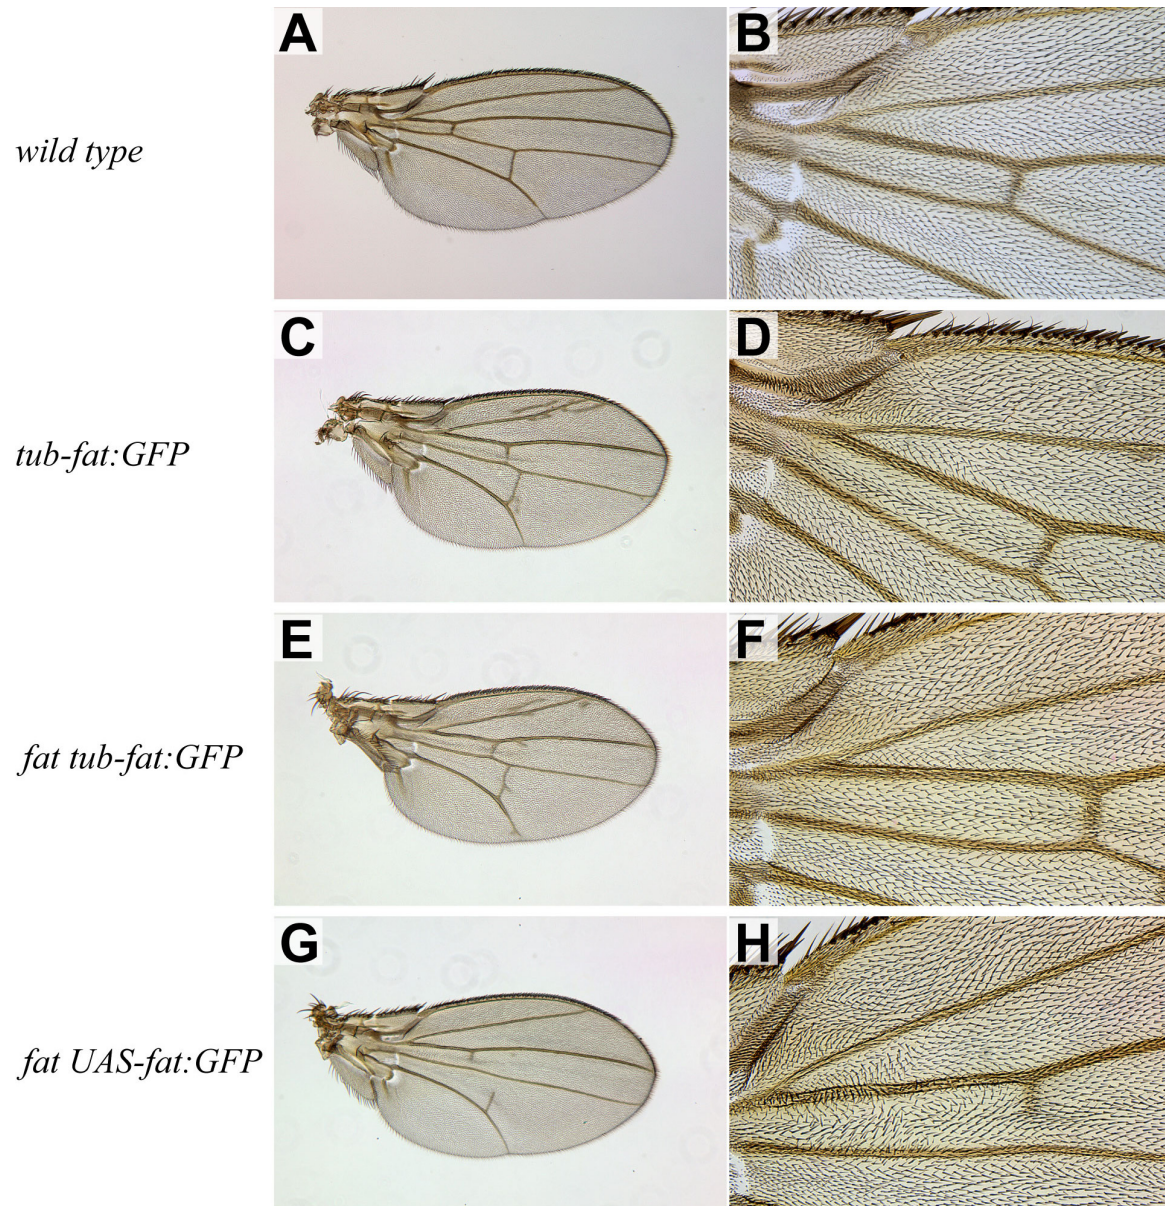 A
B
wild type
C
D
tub-fat:GFP
E
F
fat tub-fat:GFP
G
H
fat UAS-fat:GFP